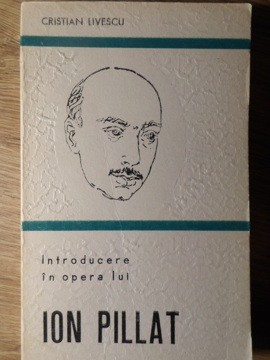 CRISTIAN LIVESCU
Introducere
în opera lui
ION PILLAT